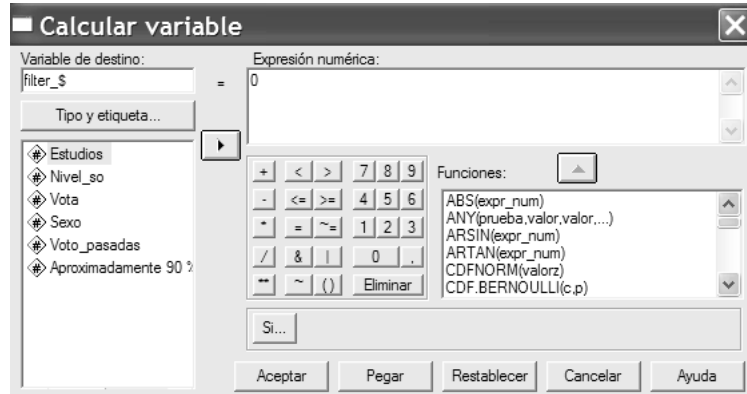 Calcular variable
Variable de destino:
Expresión numérica:
filter_$
=
0
Tipo y etiqueta...
Estudios
Nivel_so
Vota
Sexo
Voto_pasadas
Aproximadamente 90 %
+ < > 7 8 9
- <= >= 4 5 6
* = ~= 1 2 3
/ & | 0 .
** ~ () Eliminar
Funciones:
ABS(expr_num)
ANY(prueba,valor,valor,...)
ARSIN(expr_num)
ARTAN(expr_num)
CDFNORM(valorz)
CDF.BERNOULLI(c,p)
Si...
Aceptar Pegar Restablecer Cancelar Ayuda